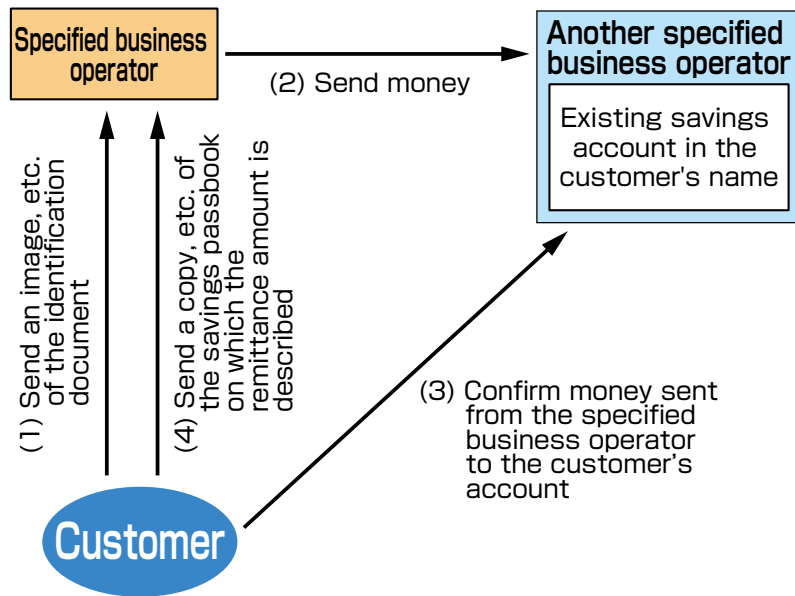 Specified business
operator
(2) Send money
Another specified
business operator
Existing savings
account in the
customer's name
(1) Send an image, etc.
of the identification
document
(4) Send a copy, etc. of
the savings passbook
on which the
remittance amount is
described
(3) Confirm money sent
from the specified
business operator
to the customer's
account
Customer